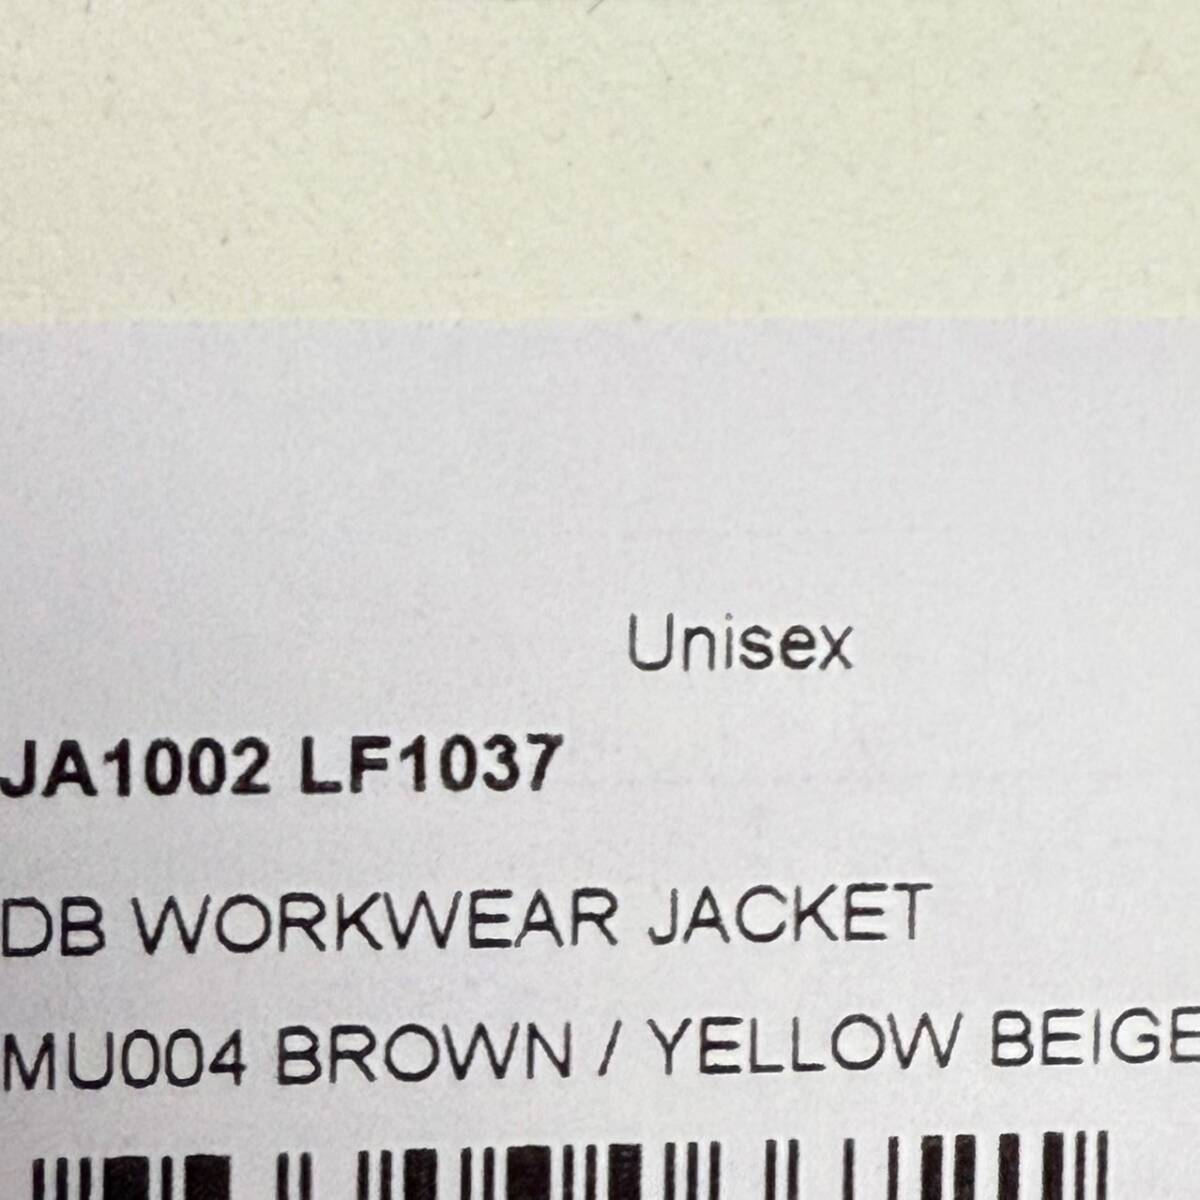 Unisex
JA1002 LF1037
DB WORKWEAR JACKET
MU004 BROWN / YELLOW BEIGE